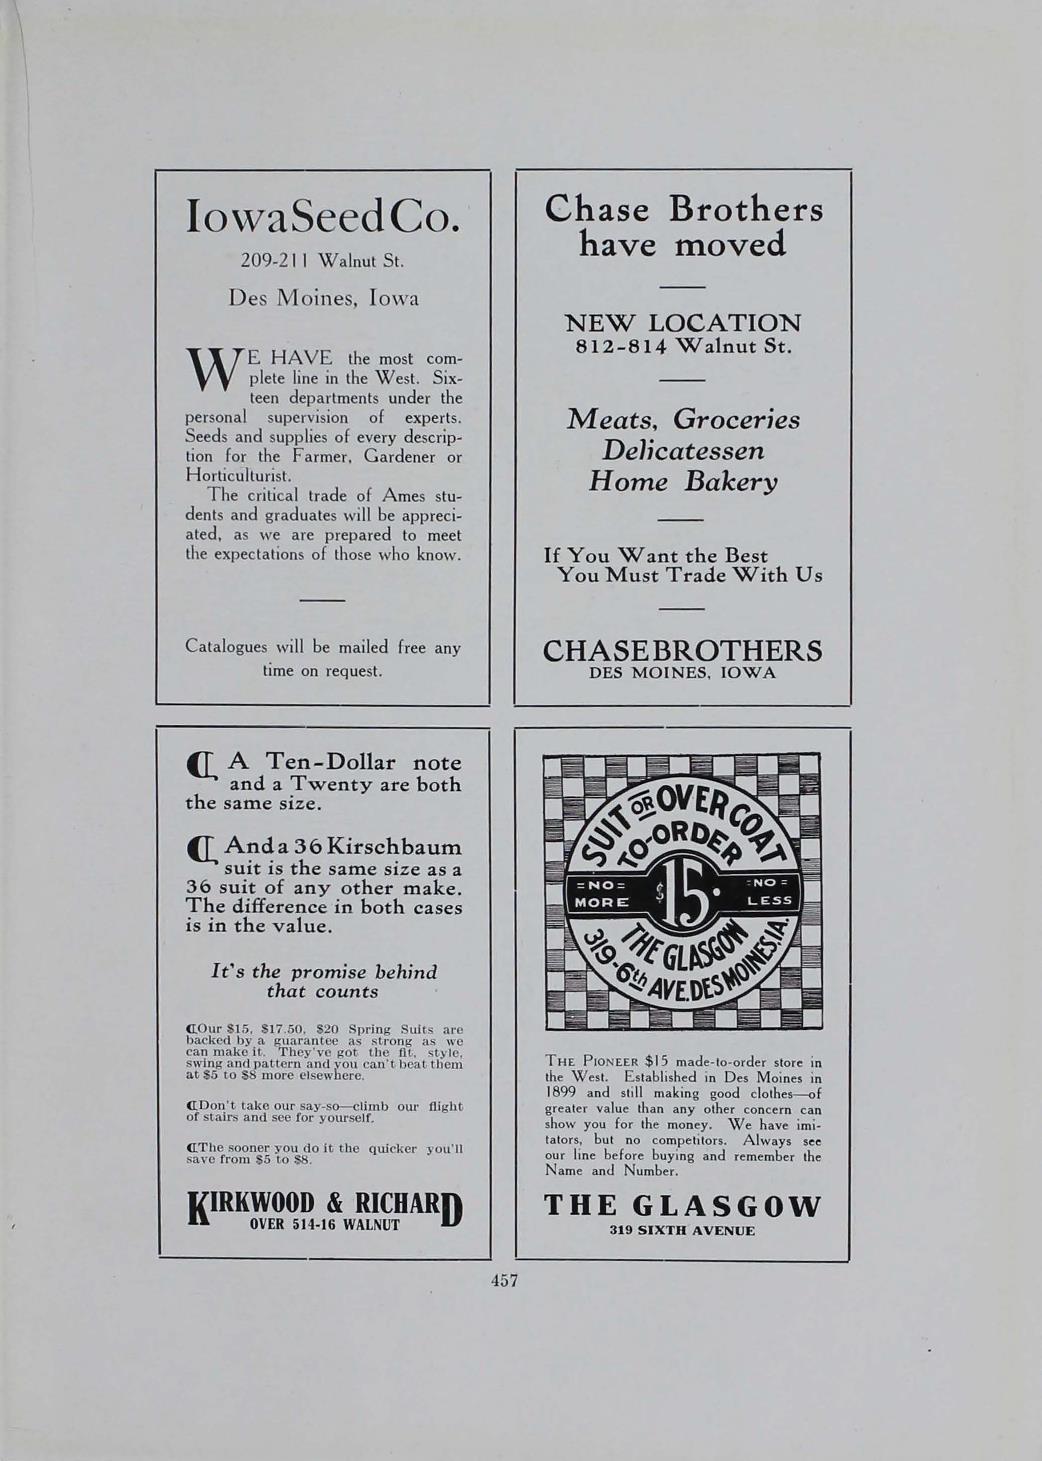 Iowa Seed Co.
209-211 Walnut St.
Des Moines, Iowa
WE HAVE the most com-
plete line in the West. Six-
teen departments under the
personal supervision of experts.
Seeds and supplies of every descrip-
tion for the Farmer, Gardener or
Horticulturist.
The critical trade of Ames stu-
dents and graduates will be appreci-
ated, as we are prepared to meet
the expectations of those who know.
Catalogues will be mailed free any
time on request.
Chase Brothers
have moved
NEW LOCATION
812-814 Walnut St.
Meats, Groceries
Delicatessen
Home Bakery
If You Want the Best
You Must Trade With Us
CHASE BROTHERS
DES MOINES, IOWA
¶ A Ten-Dollar note
and a Twenty are both
the same size.
¶ And a 36 Kirschbaum
suit is the same size as a
36 suit of any other make.
The difference in both cases
is in the value.
It's the promise behind
that counts
¶Our $15, $17.50, $20 Spring Suits are
backed by a guarantee as strong as we
can make it. They've got the fit, style,
swing and pattern and you can't beat them
at $5 to $8 more elsewhere.
¶Don't take our say-so—climb our flight
of stairs and see for yourself.
¶The sooner you do it the quicker you'll
save from $5 to $8.
KIRKWOOD & RICHARD
OVER 514-16 WALNUT
SUIT OR OVERCOAT
TO-ORDER
=NO= $15. =NO=
MORE LESS
THE GLASGOW
319-6th AVE. DES MOINES, IA.
THE PIONEER $15 made-to-order store in
the West. Established in Des Moines in
1899 and still making good clothes—of
greater value than any other concern can
show you for the money. We have imi-
tators, but no competitors. Always see
our line before buying and remember the
Name and Number.
THE GLASGOW
319 SIXTH AVENUE
457